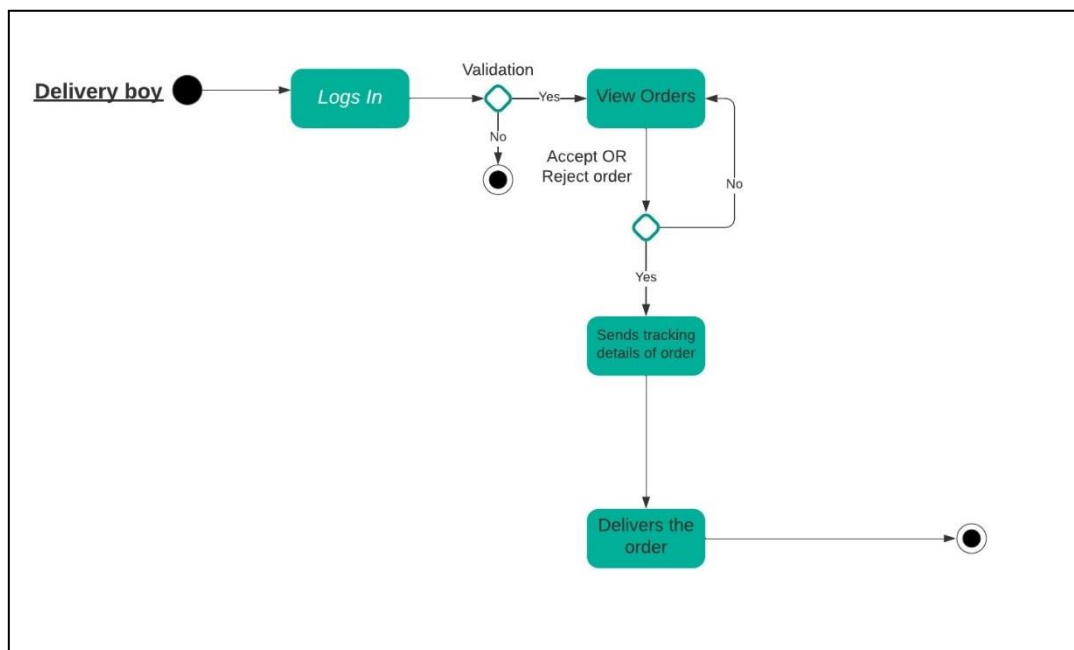 Delivery boy
Logs In
Validation
Yes
No
View Orders
Accept OR
Reject order
No
Yes
Sends tracking
details of order
Delivers the
order